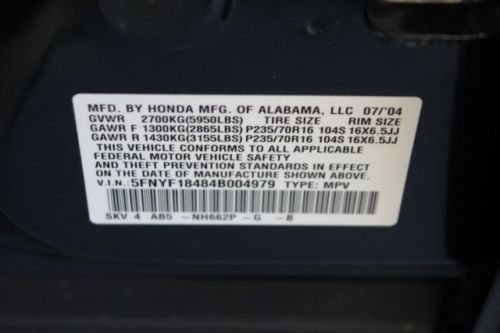 MFD. BY HONDA MFG. OF ALABAMA, LLC 07/'04
GVWR 2700KG(5950LBS) TIRE SIZE RIM SIZE
GAWR F 1300KG(2865LBS) P235/70R16 104S 16X6.5JJ
GAWR R 1430KG(3155LBS) P235/70R16 104S 16X6.5JJ
THIS VEHICLE CONFORMS TO ALL APPLICABLE
FEDERAL MOTOR VEHICLE SAFETY
AND THEFT PREVENTION STANDARDS IN EFFECT ON
THE DATE OF MANUFACTURE SHOWN ABOVE.
V.I.N.: 5FNYF18484B004979 TYPE: MPV
SKV 4 ABS -NH662P -G -B